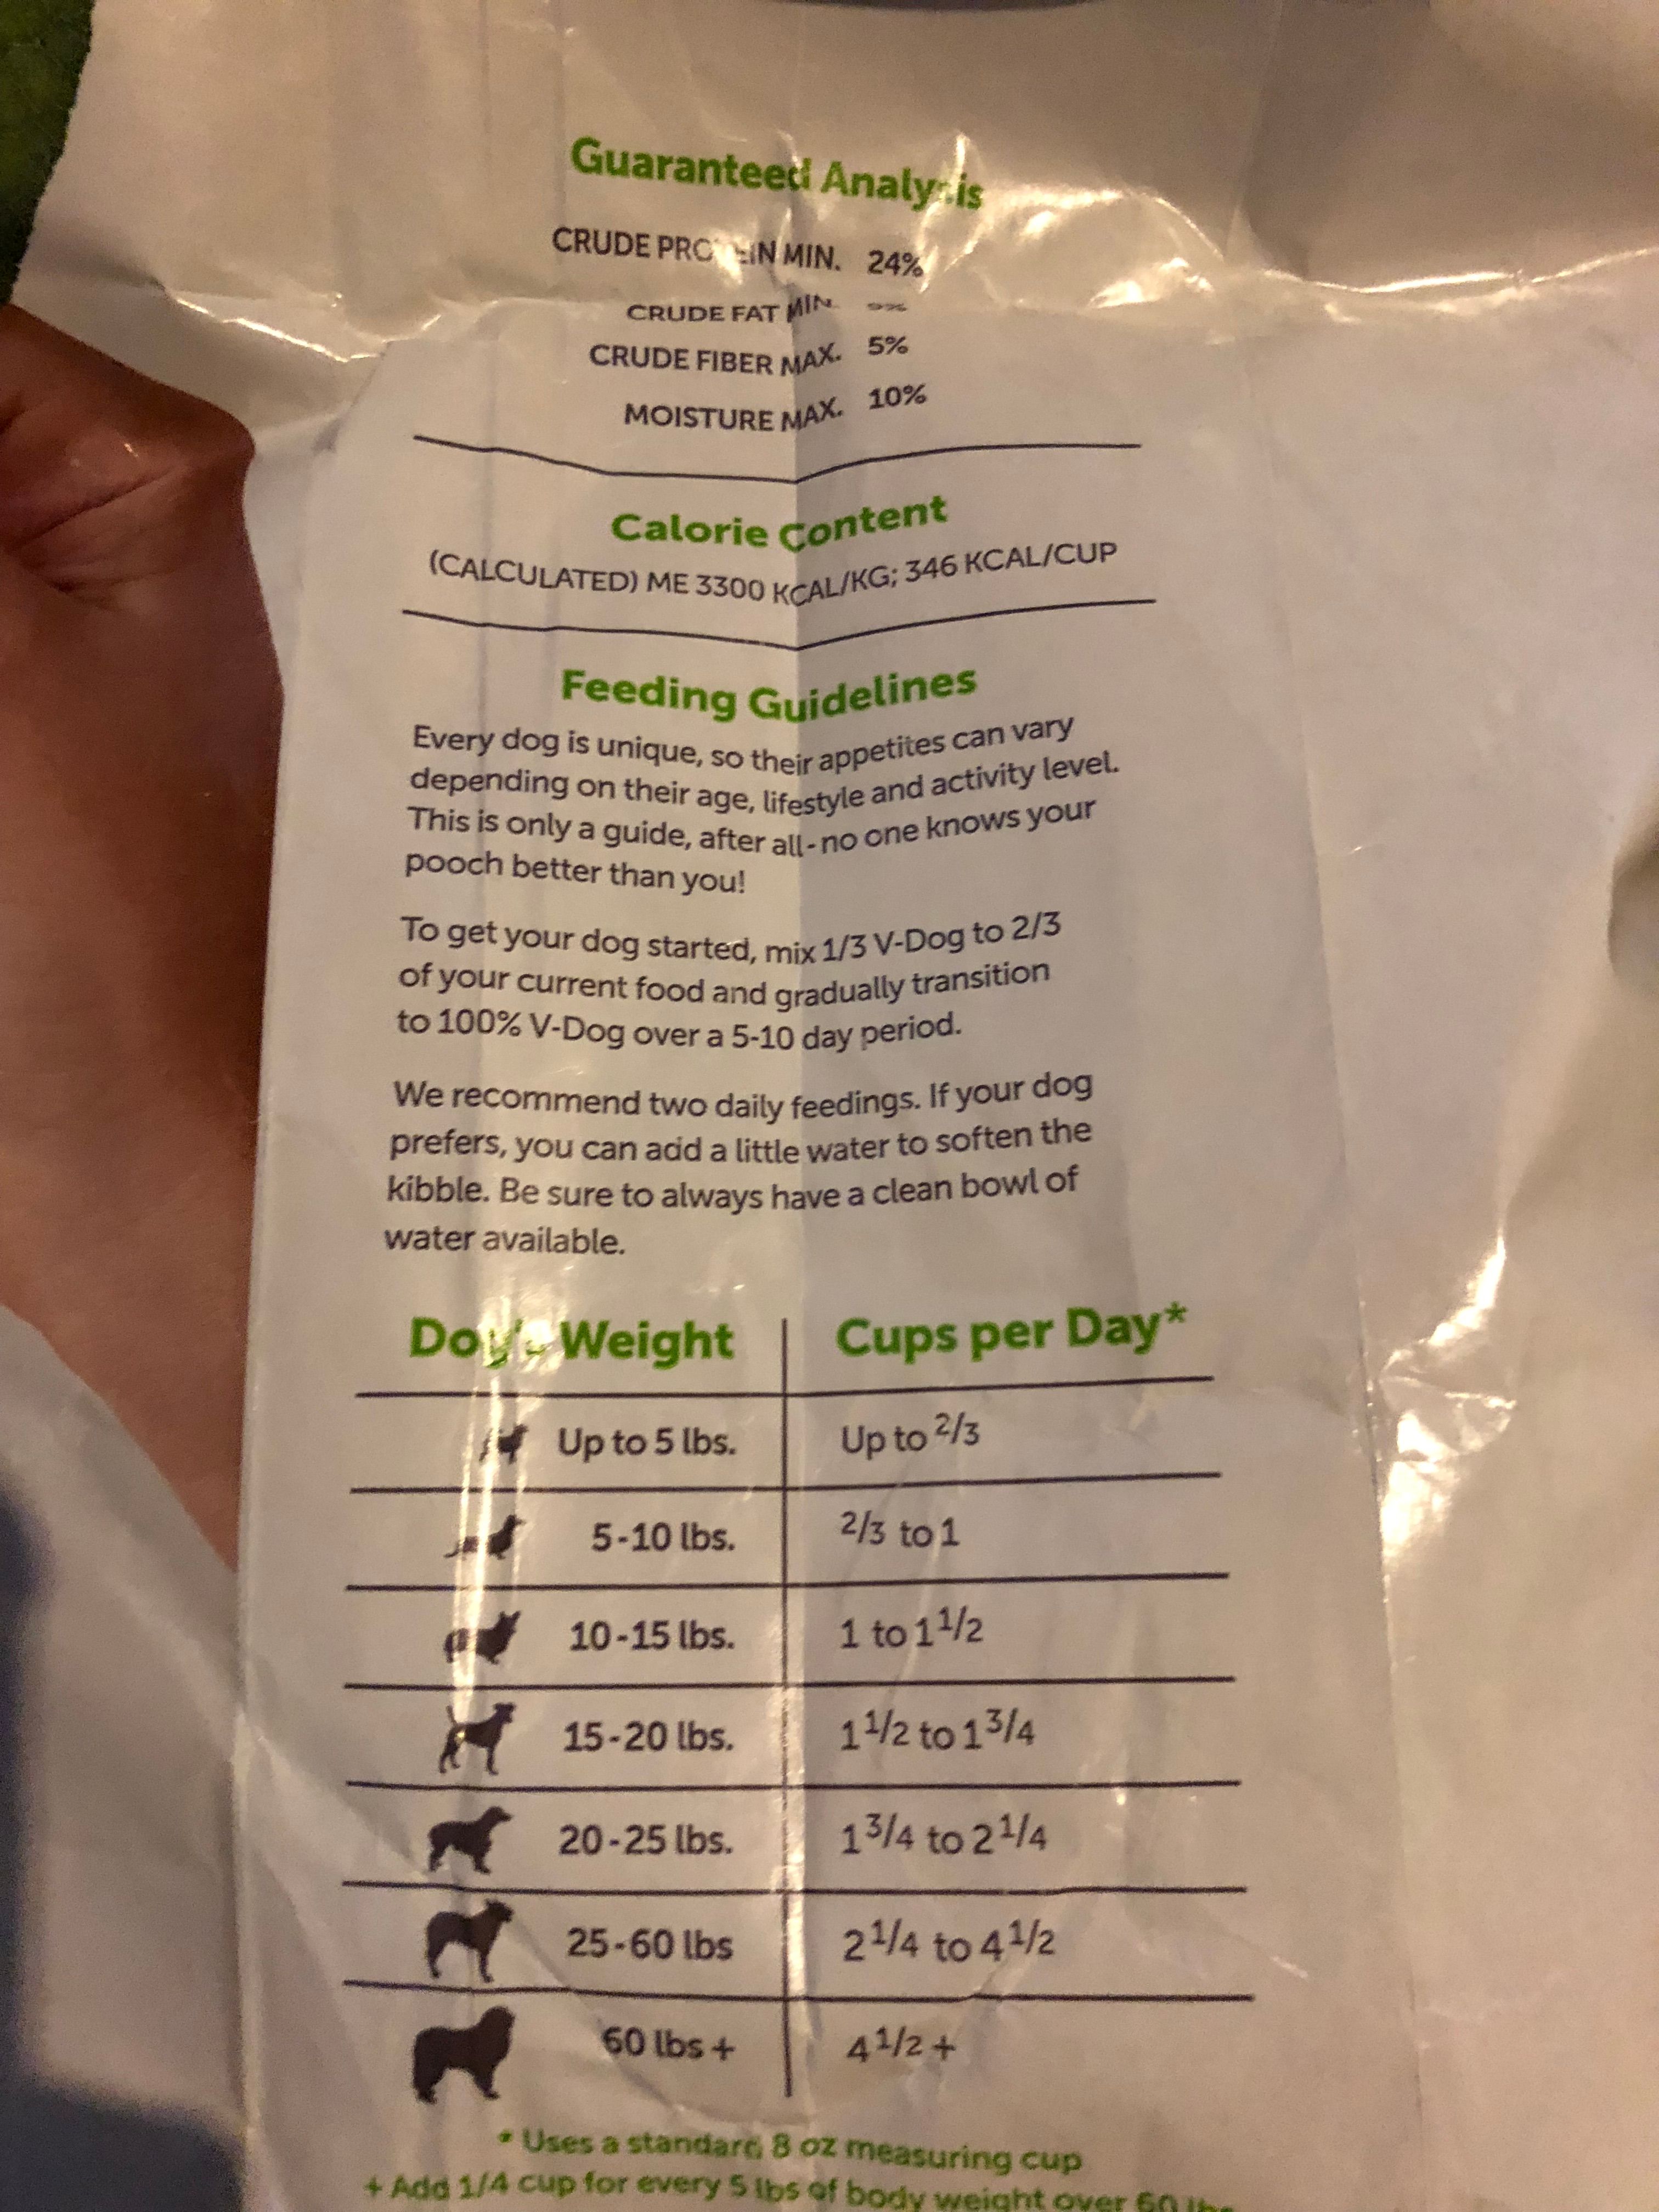 Guaranteed Analysis
CRUDE PROTEIN MIN. 24%
CRUDE FAT MIN.
CRUDE FIBER MAX. 5%
MOISTURE MAX. 10%
Calorie Content
(CALCULATED) ME 3300 KCAL/KG; 346 KCAL/CUP
Feeding Guidelines
Every dog is unique, so their appetites can vary
depending on their age, lifestyle and activity level.
This is only a guide, after all-no one knows your
pooch better than you!
To get your dog started, mix 1/3 V-Dog to 2/3
of your current food and gradually transition
to 100% V-Dog over a 5-10 day period.
We recommend two daily feedings. If your dog
prefers, you can add a little water to soften the
kibble. Be sure to always have a clean bowl of
water available.
Dog's Weight Cups per Day*
Up to 5 lbs. Up to 2/3
5-10 lbs. 2/3 to 1
10-15 lbs. 1 to 1 1/2
15-20 lbs. 1 1/2 to 1 3/4
20-25 lbs. 1 3/4 to 2 1/4
25-60 lbs 2 1/4 to 4 1/2
60 lbs+ 4 1/2 +
* Uses a standard 8 oz measuring cup
+ Add 1/4 cup for every 5 lbs of body weight over 60 lbs